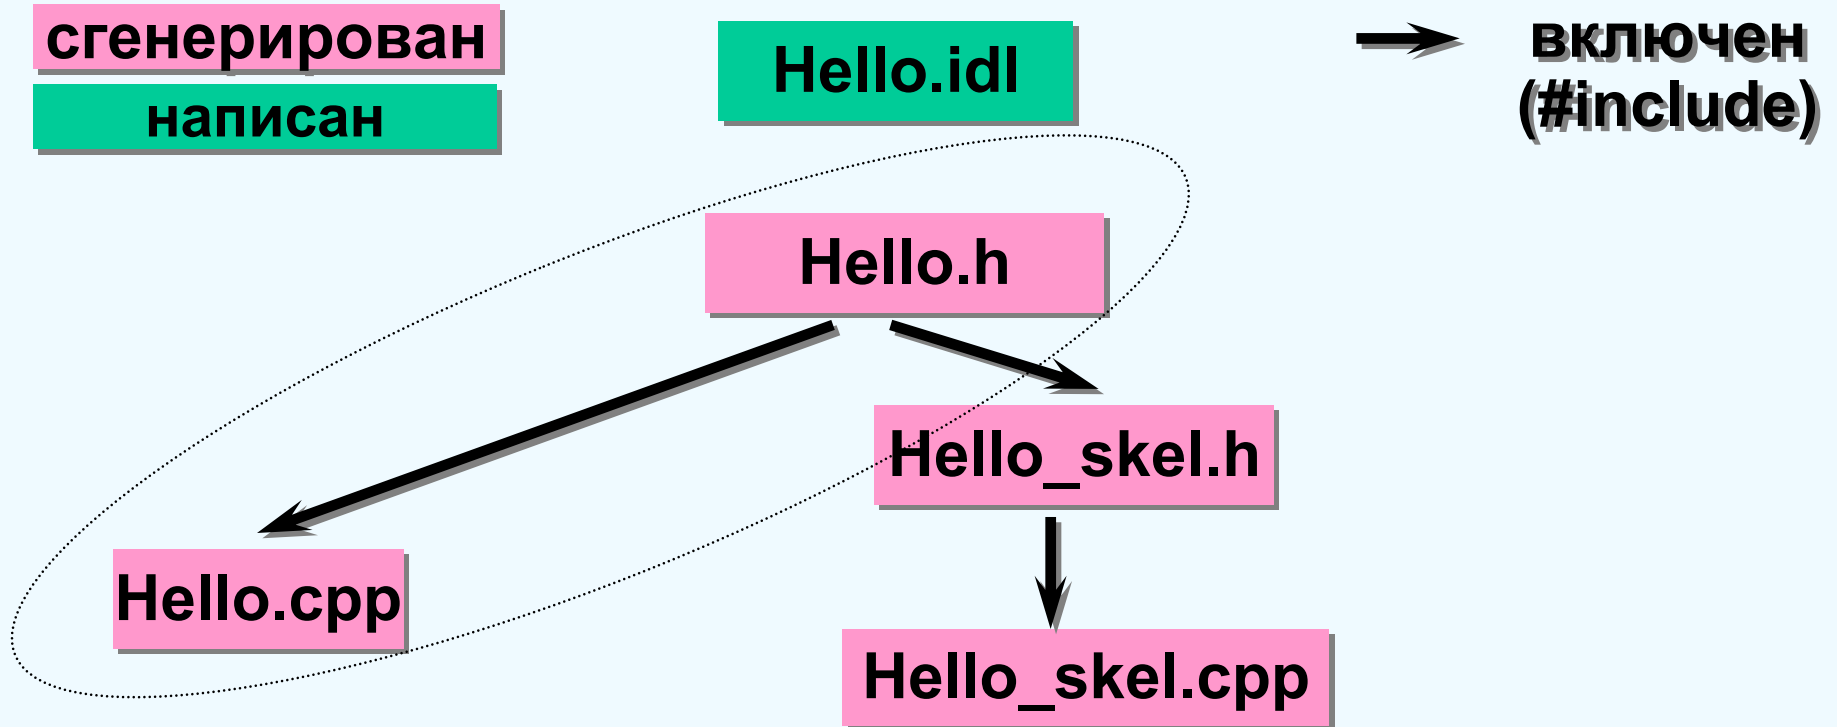 сгенерирован
написан
Hello.idl
включен
(#include)
Hello.h
Hello_skel.h
Hello.cpp
Hello_skel.cpp